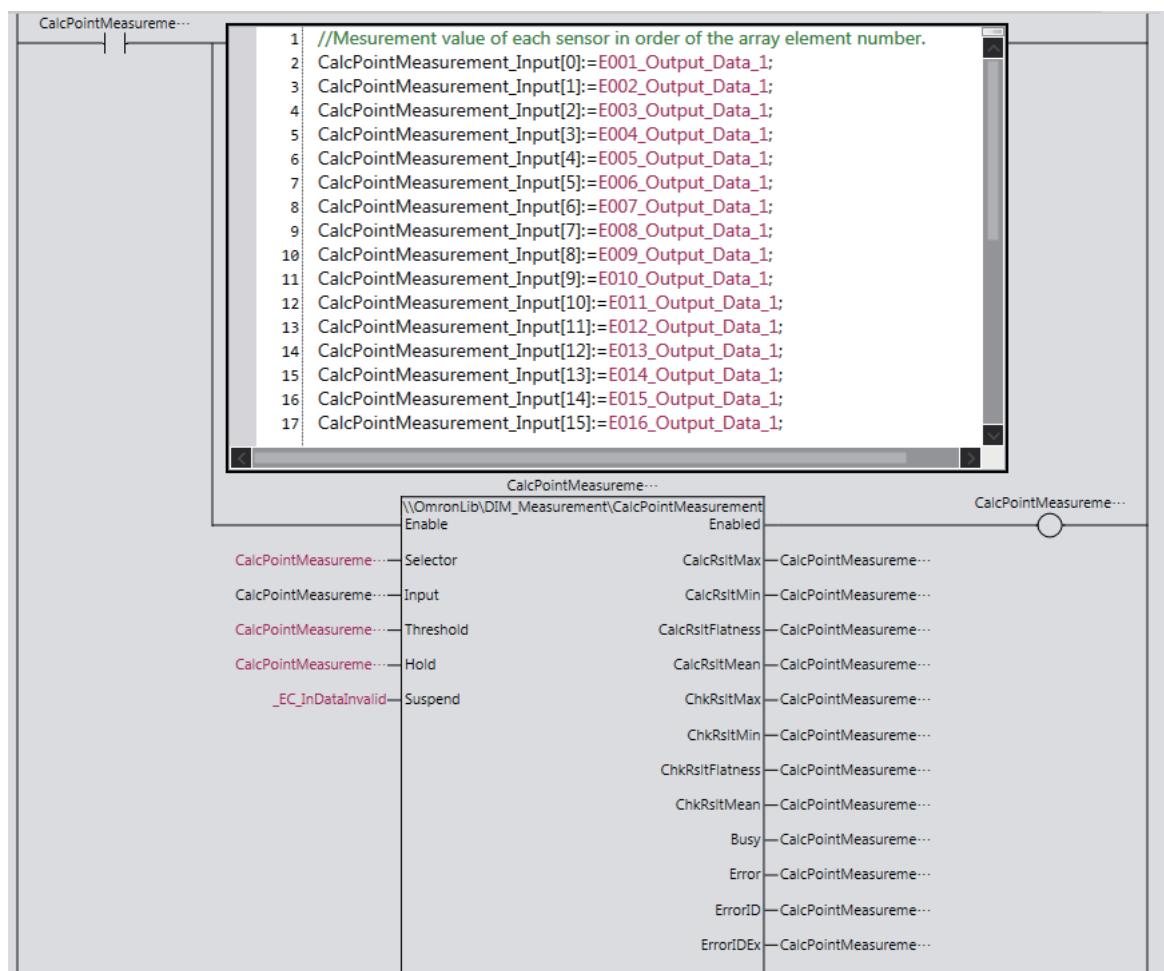 CalcPointMeasureme···
1 //Mesurement value of each sensor in order of the array element number.
2 CalcPointMeasurement_Input[0]:=E001_Output_Data_1;
3 CalcPointMeasurement_Input[1]:=E002_Output_Data_1;
4 CalcPointMeasurement_Input[2]:=E003_Output_Data_1;
5 CalcPointMeasurement_Input[3]:=E004_Output_Data_1;
6 CalcPointMeasurement_Input[4]:=E005_Output_Data_1;
7 CalcPointMeasurement_Input[5]:=E006_Output_Data_1;
8 CalcPointMeasurement_Input[6]:=E007_Output_Data_1;
9 CalcPointMeasurement_Input[7]:=E008_Output_Data_1;
10 CalcPointMeasurement_Input[8]:=E009_Output_Data_1;
11 CalcPointMeasurement_Input[9]:=E010_Output_Data_1;
12 CalcPointMeasurement_Input[10]:=E011_Output_Data_1;
13 CalcPointMeasurement_Input[11]:=E012_Output_Data_1;
14 CalcPointMeasurement_Input[12]:=E013_Output_Data_1;
15 CalcPointMeasurement_Input[13]:=E014_Output_Data_1;
16 CalcPointMeasurement_Input[14]:=E015_Output_Data_1;
17 CalcPointMeasurement_Input[15]:=E016_Output_Data_1;
CalcPointMeasureme···
\\OmronLib\DIM_Measurement\CalcPointMeasurement CalcPointMeasureme···
Enable Enabled
CalcPointMeasureme··· Selector CalcRsltMax CalcPointMeasureme···
CalcPointMeasureme··· Input CalcRsltMin CalcPointMeasureme···
CalcPointMeasureme··· Threshold CalcRsltFlatness CalcPointMeasureme···
CalcPointMeasureme··· Hold CalcRsltMean CalcPointMeasureme···
_EC_InDataInvalid Suspend ChkRsltMax CalcPointMeasureme···
ChkRsltMin CalcPointMeasureme···
ChkRsltFlatness CalcPointMeasureme···
ChkRsltMean CalcPointMeasureme···
Busy CalcPointMeasureme···
Error CalcPointMeasureme···
ErrorID CalcPointMeasureme···
ErrorIDEx CalcPointMeasureme···